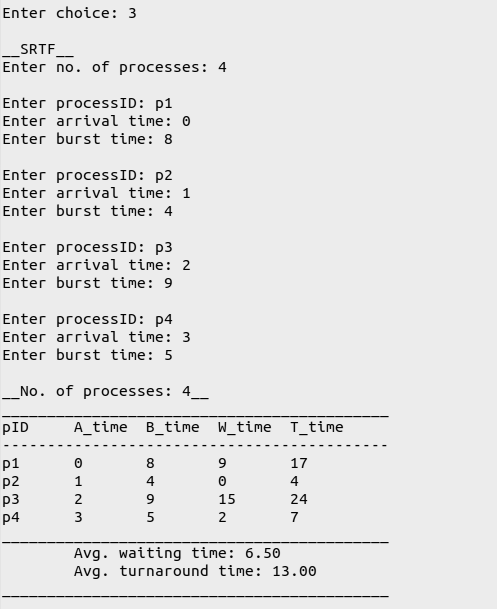 Enter choice: 3
__SRTF__
Enter no. of processes: 4
Enter processID: p1
Enter arrival time: 0
Enter burst time: 8
Enter processID: p2
Enter arrival time: 1
Enter burst time: 4
Enter processID: p3
Enter arrival time: 2
Enter burst time: 9
Enter processID: p4
Enter arrival time: 3
Enter burst time: 5
__No. of processes: 4__
___________________________________________
pID     A_time  B_time  W_time  T_time
-------------------------------------------
p1      0       8       9       17
p2      1       4       0       4
p3      2       9       15      24
p4      3       5       2       7
___________________________________________
Avg. waiting time: 6.50
Avg. turnaround time: 13.00
___________________________________________